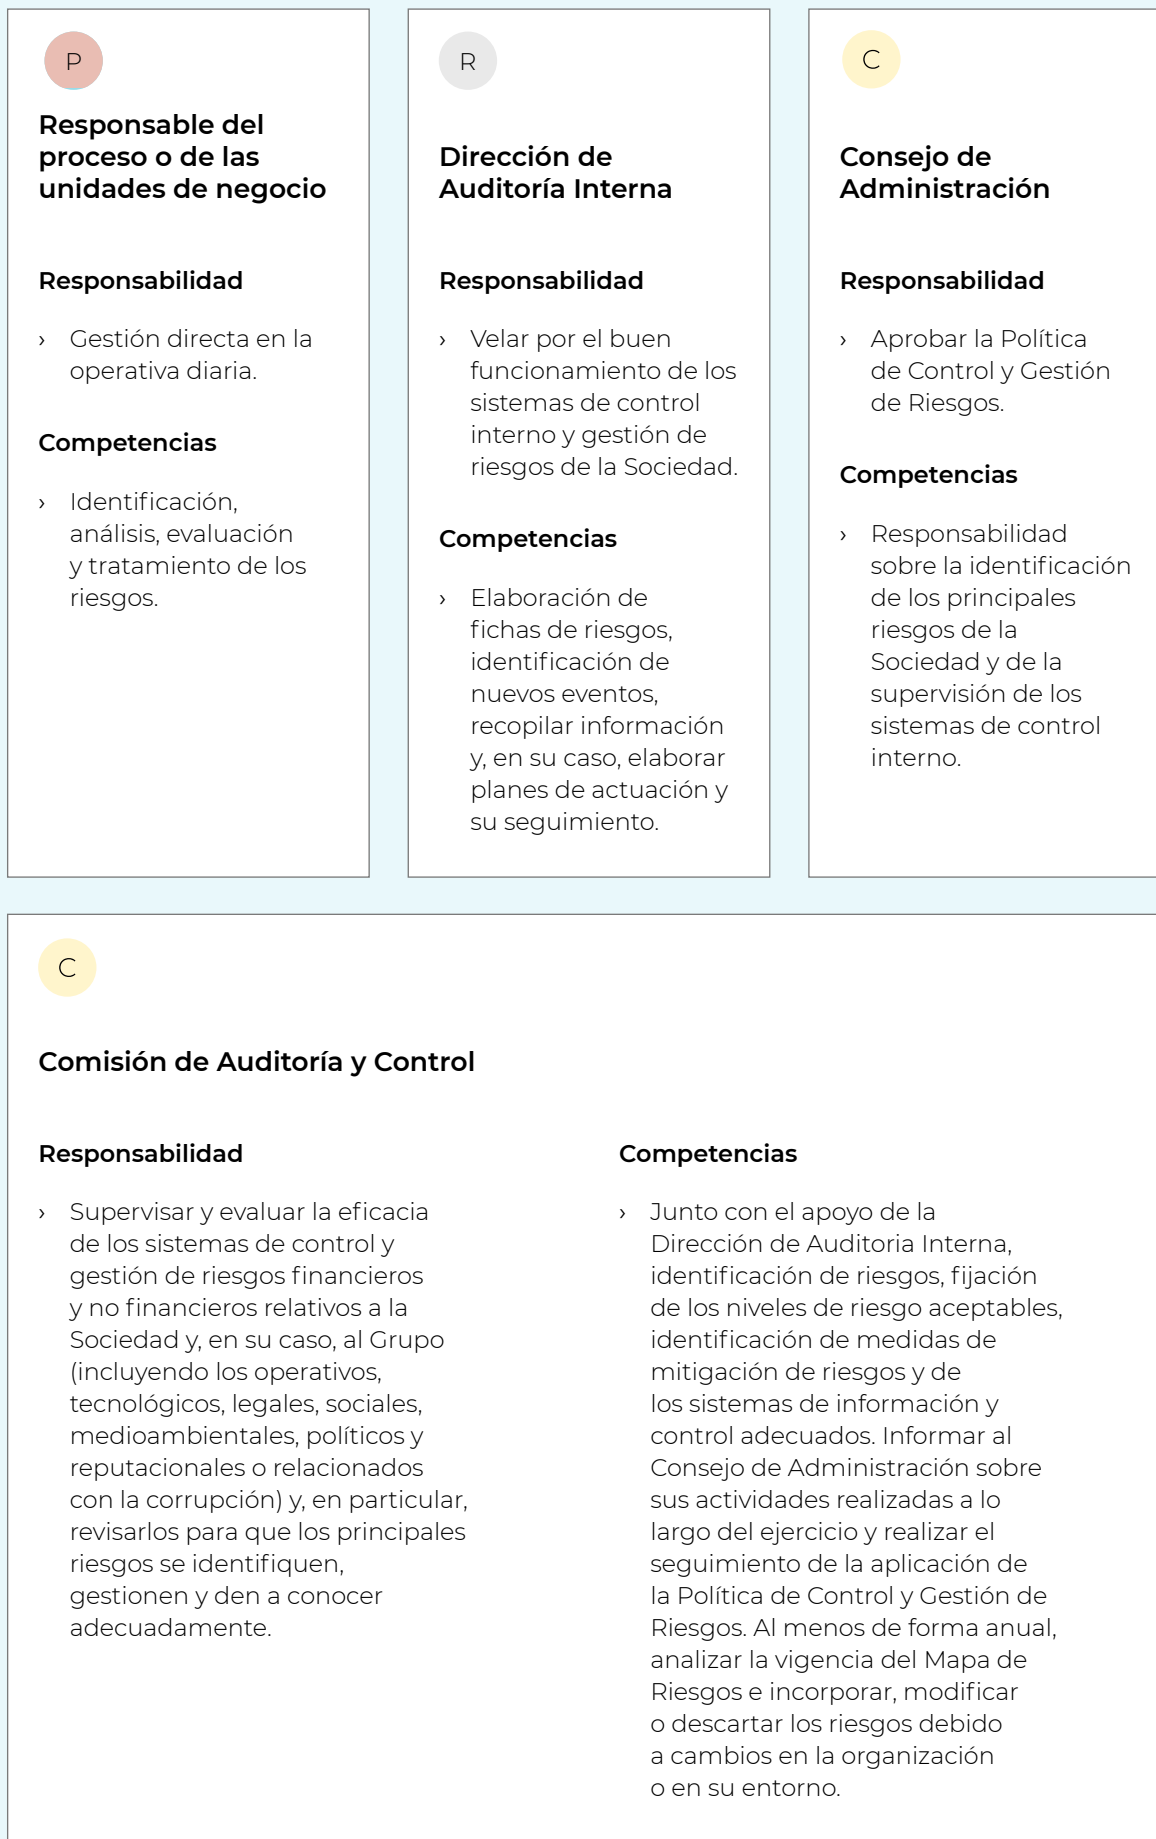 P
Responsable del
proceso o de las
unidades de negocio
Responsabilidad
› Gestión directa en la
operativa diaria.
Competencias
› Identificación,
análisis, evaluación
y tratamiento de los
riesgos.
R
Dirección de
Auditoría Interna
Responsabilidad
› Velar por el buen
funcionamiento de los
sistemas de control
interno y gestión de
riesgos de la Sociedad.
Competencias
› Elaboración de
fichas de riesgos,
identificación de
nuevos eventos,
recopilar información
y, en su caso, elaborar
planes de actuación y
su seguimiento.
C
Consejo de
Administración
Responsabilidad
› Aprobar la Política
de Control y Gestión
de Riesgos.
Competencias
› Responsabilidad
sobre la identificación
de los principales
riesgos de la
Sociedad y de la
supervisión de los
sistemas de control
interno.
C
Comisión de Auditoría y Control
Responsabilidad
› Supervisar y evaluar la eficacia
de los sistemas de control y
gestión de riesgos financieros
y no financieros relativos a la
Sociedad y, en su caso, al Grupo
(incluyendo los operativos,
tecnológicos, legales, sociales,
medioambientales, políticos y
reputacionales o relacionados
con la corrupción) y, en particular,
revisarlos para que los principales
riesgos se identifiquen,
gestionen y den a conocer
adecuadamente.
Competencias
› Junto con el apoyo de la
Dirección de Auditoria Interna,
identificación de riesgos, fijación
de los niveles de riesgo aceptables,
identificación de medidas de
mitigación de riesgos y de
los sistemas de información y
control adecuados. Informar al
Consejo de Administración sobre
sus actividades realizadas a lo
largo del ejercicio y realizar el
seguimiento de la aplicación de
la Política de Control y Gestión de
Riesgos. Al menos de forma anual,
analizar la vigencia del Mapa de
Riesgos e incorporar, modificar
o descartar los riesgos debido
a cambios en la organización
o en su entorno.